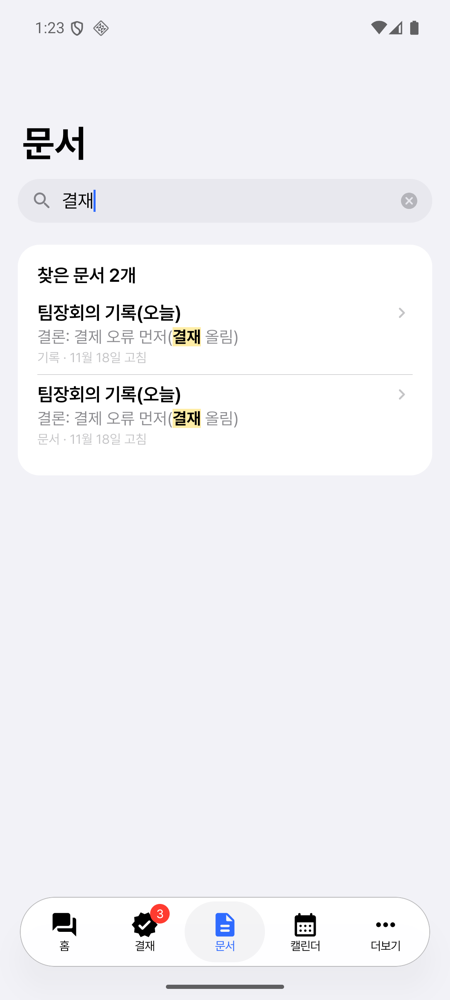 1:23
문서
결재
찾은 문서 2개
팀장회의 기록(오늘)
결론: 결제 오류 먼저(결재 올림)
기록 · 11월 18일 고침
팀장회의 기록(오늘)
결론: 결제 오류 먼저(결재 올림)
문서 · 11월 18일 고침
3
홈
결재
문서
캘린더
더보기